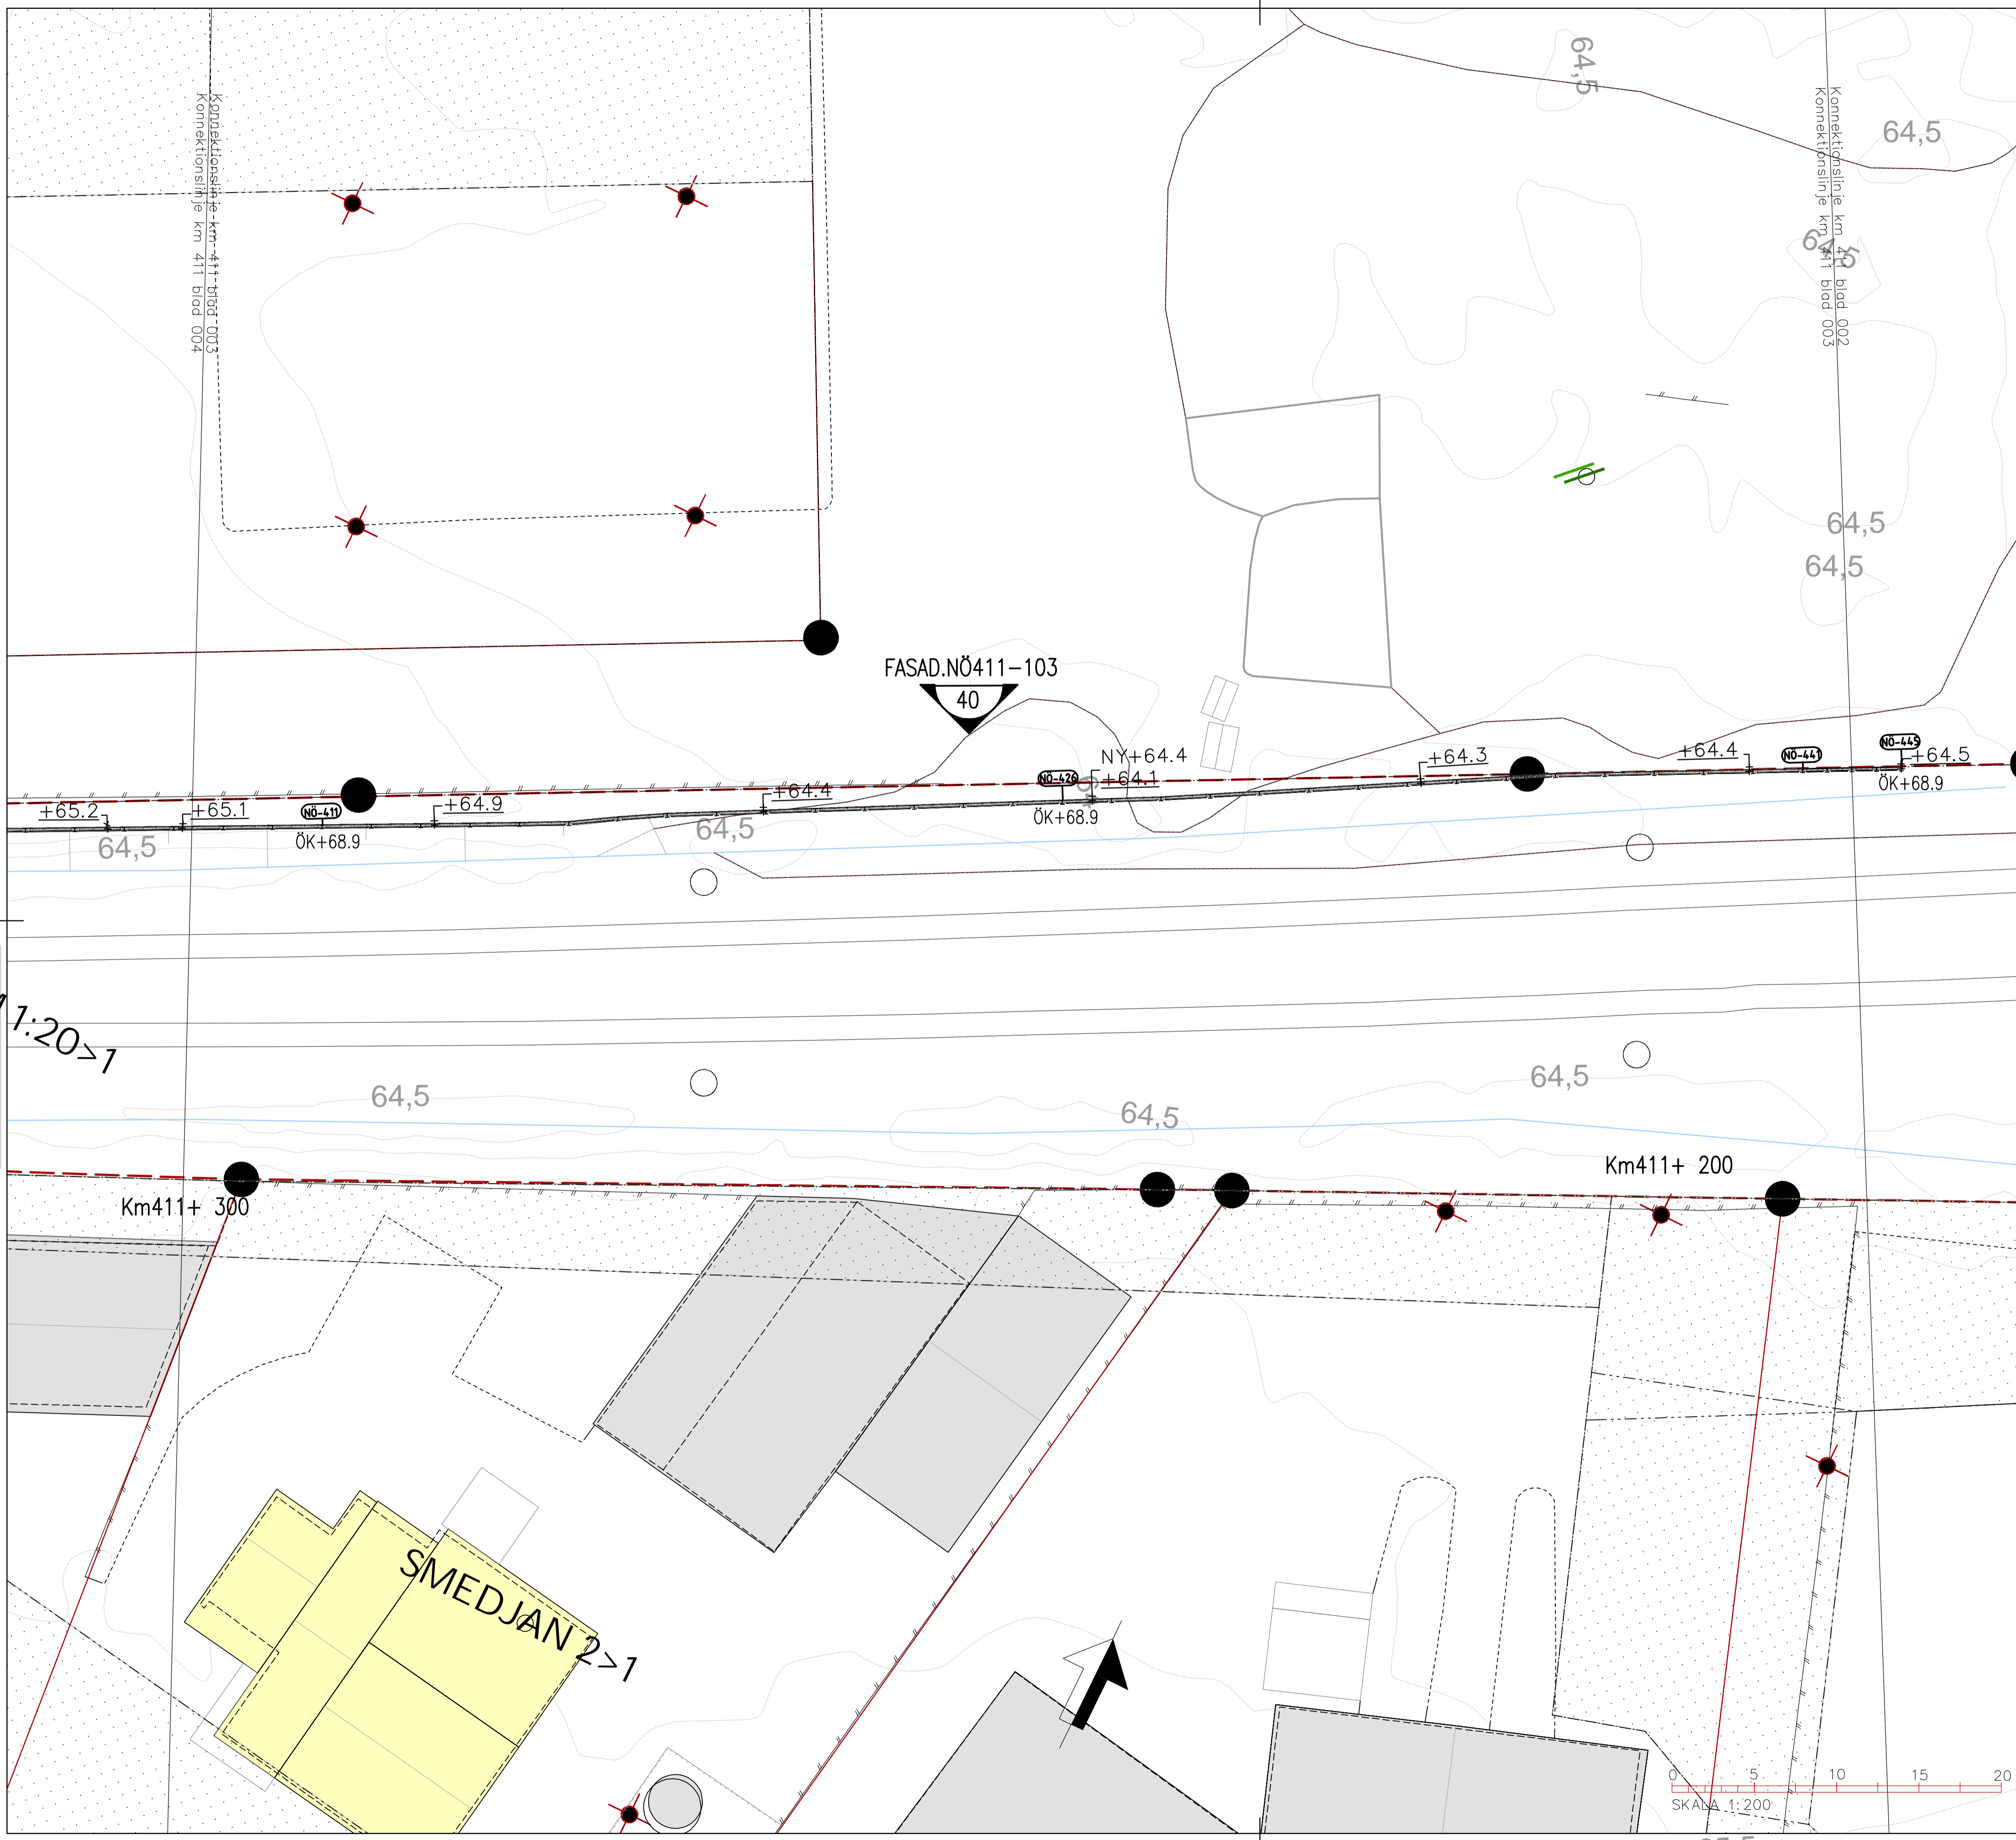 Konnektionslinje km 411 blad 003
Konnektionslinje km 411 blad 004
64,5
64,5
Konnektionslinje km 411 blad 002
Konnektionslinje km 411 blad 003
64,5
64,5
64,5
FASAD.NÖ411-103
40
NY+64.4
+64.1
NÖ-426
ÖK+68.9
+64.3
+64.4
NÖ-441
NÖ-445
+64.5
ÖK+68.9
+65.2
+65.1
NÖ-411
ÖK+68.9
+64.9
+64.4
64,5
64,5
1:20>1
64,5
64,5
64,5
Km411+ 200
Km411+ 300
SMEDJAN 2>1
0 5 10 15 20
SKALA 1:200